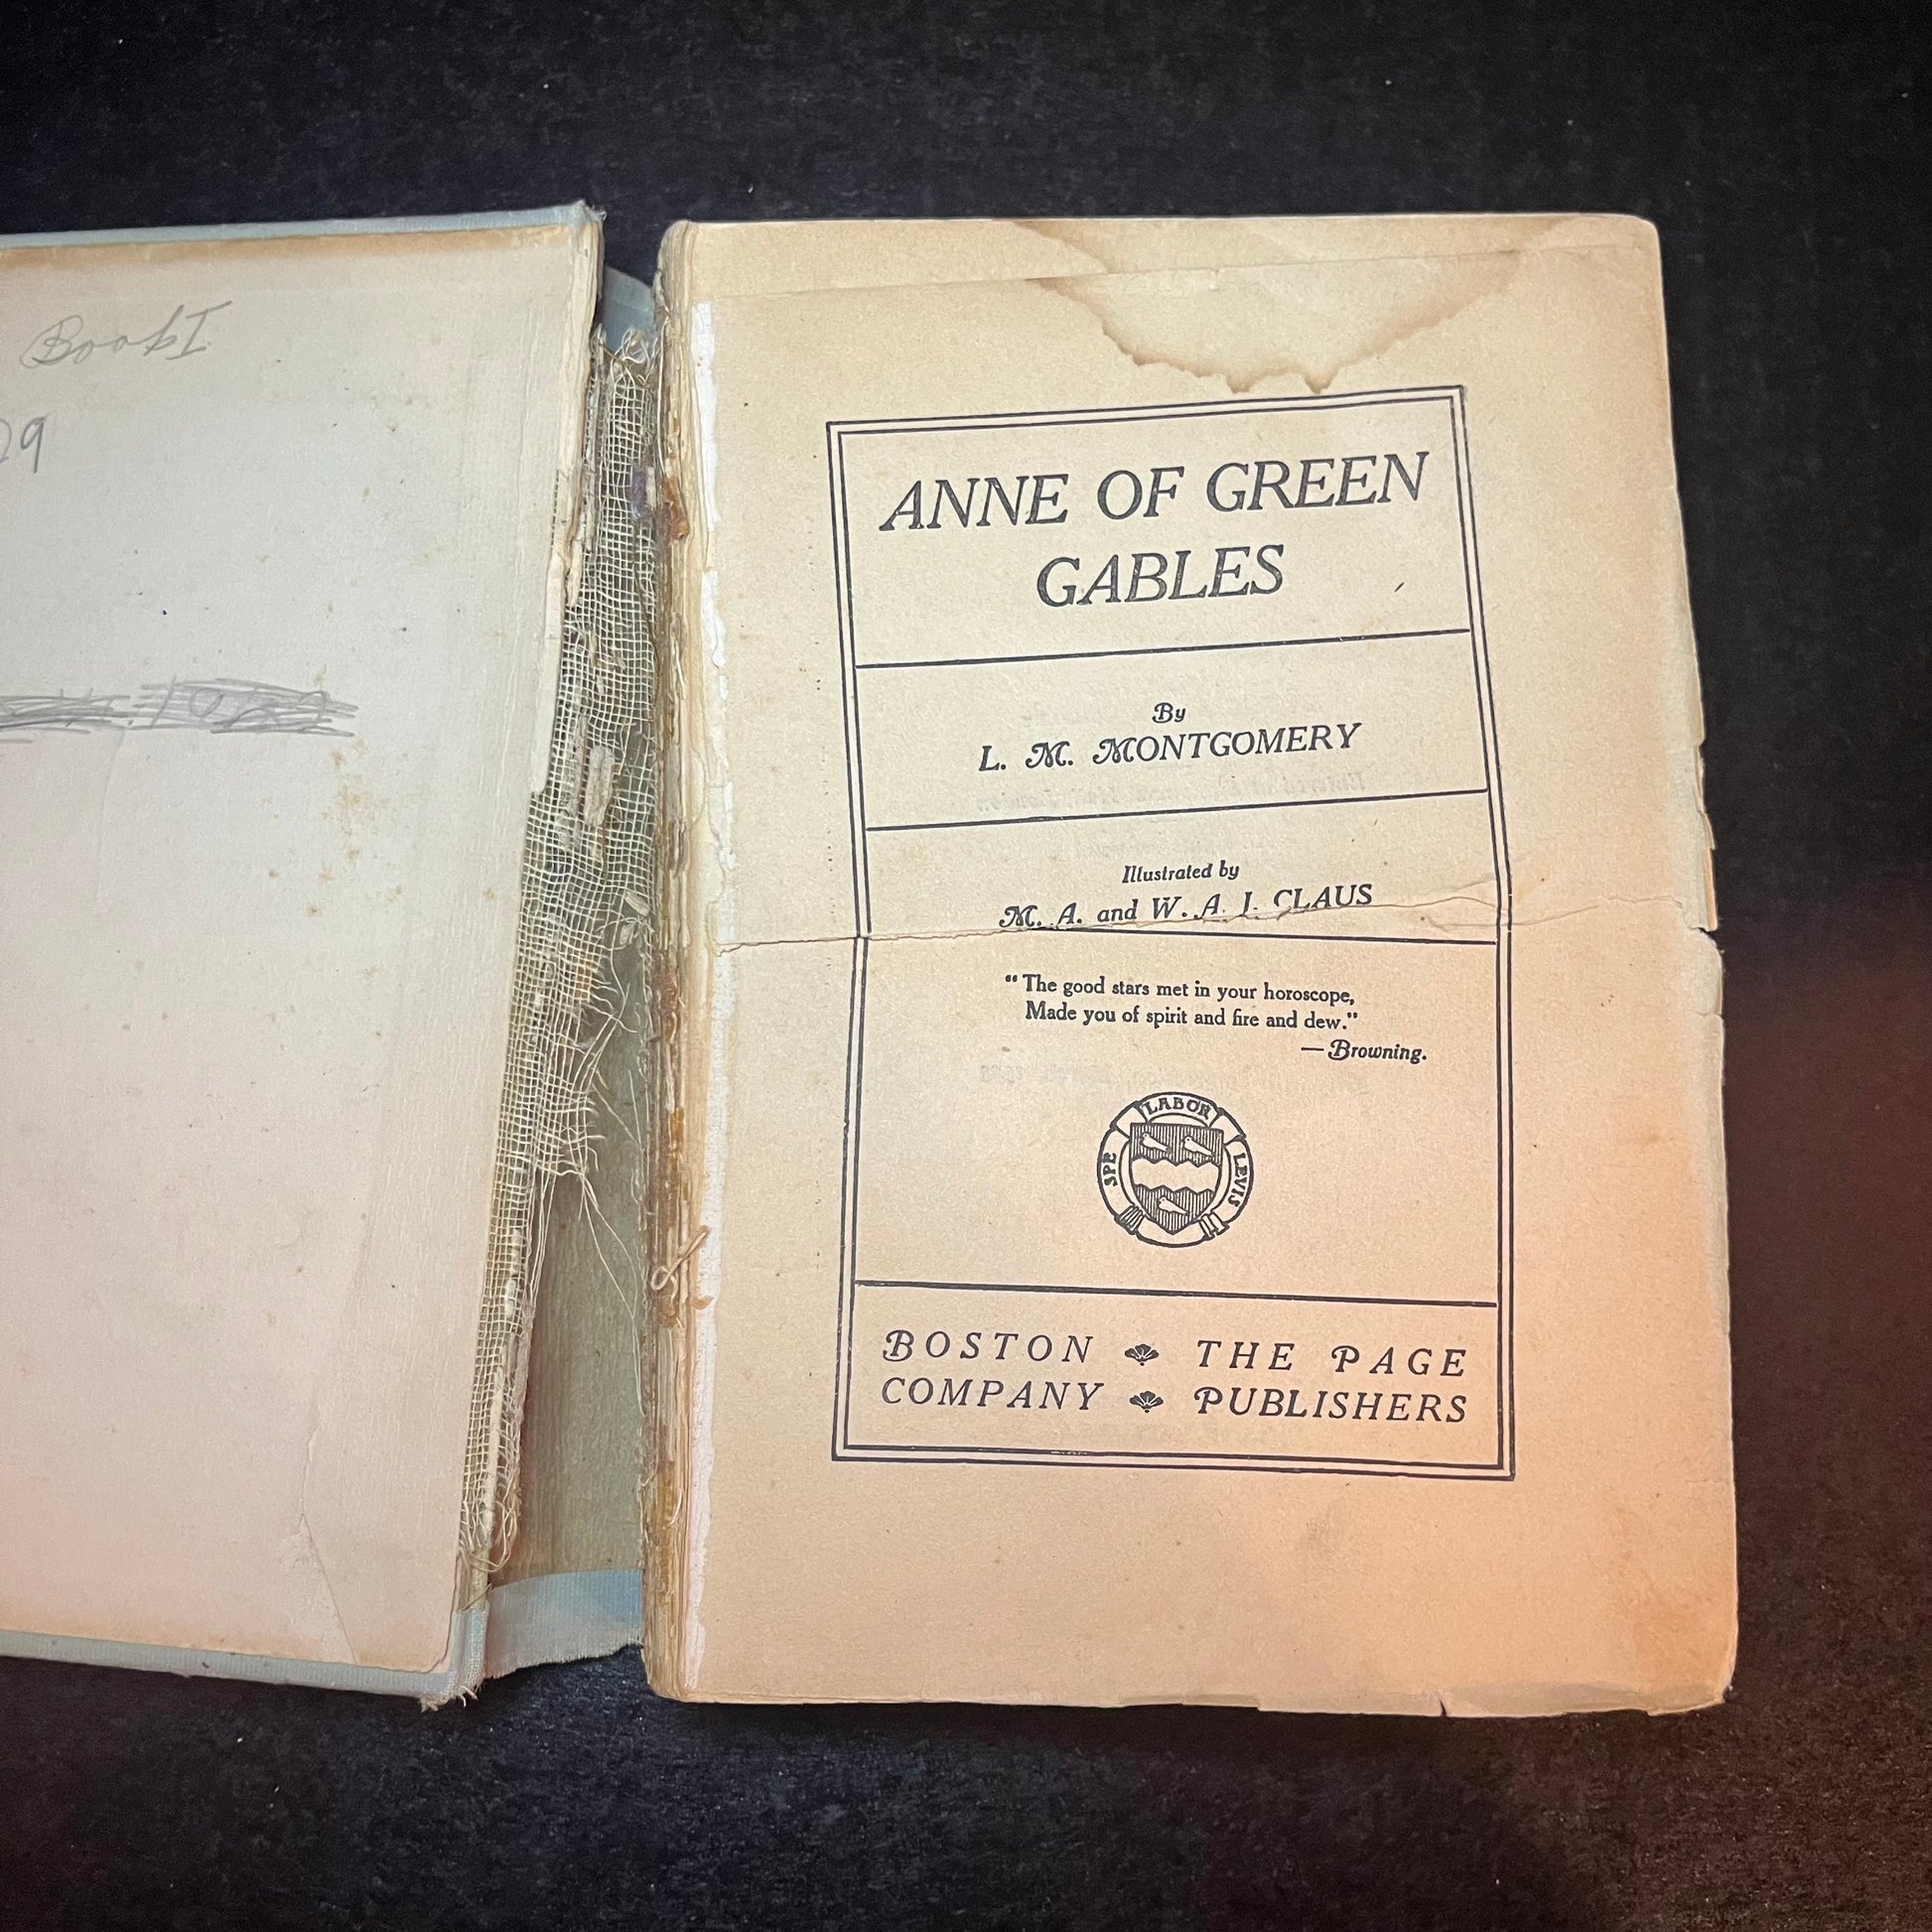 Book I
29
ANNE OF GREEN
GABLES
By
L. M. MONTGOMERY
Illustrated by
M. A. and W. A. J. CLAUS
“The good stars met in your horoscope,
Made you of spirit and fire and dew.”
— Browning.
SPE LABOR LEVIS
BOSTON THE PAGE
COMPANY PUBLISHERS